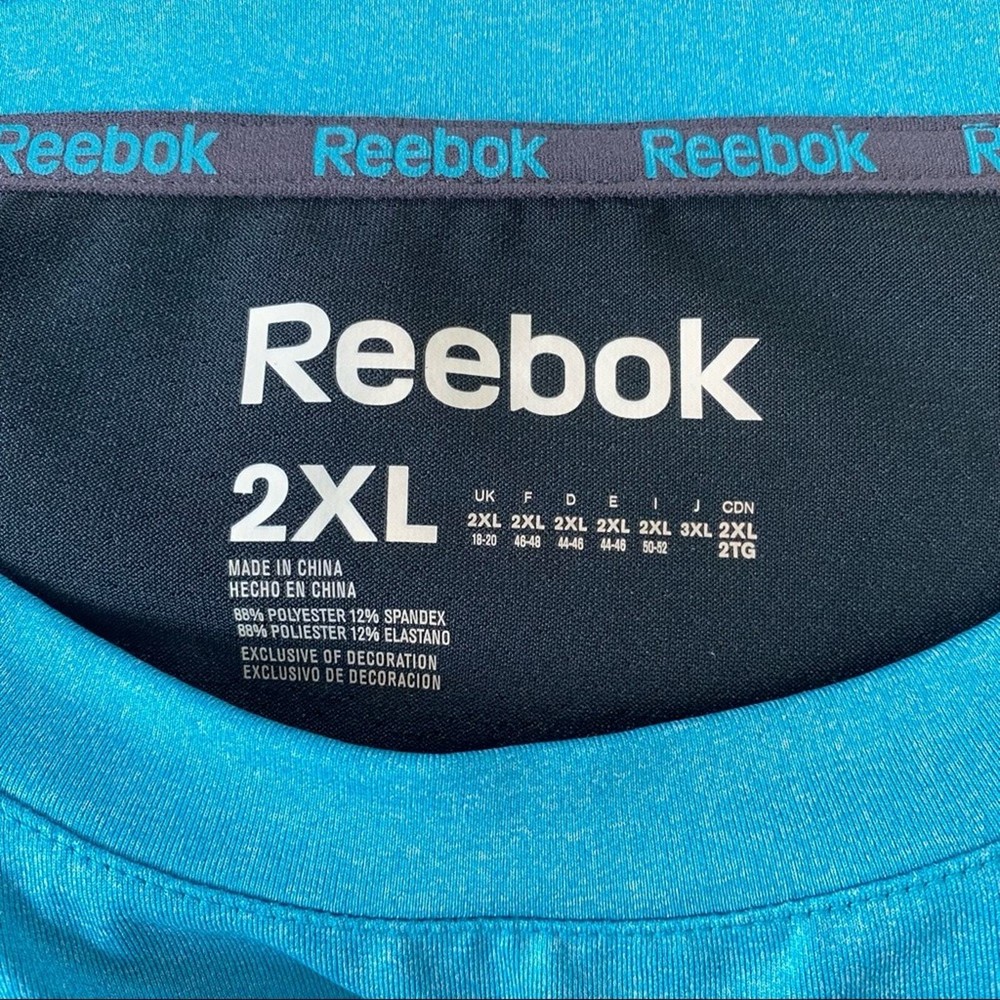 Reebok Reebok Reebok R
Reebok
2XL
UK F D E I J CDN
2XL 2XL 2XL 2XL 2XL 3XL 2XL
18-20 46-48 44-46 44-46 50-52 2TG
MADE IN CHINA
HECHO EN CHINA
88% POLYESTER 12% SPANDEX
88% POLIESTER 12% ELASTANO
EXCLUSIVE OF DECORATION
EXCLUSIVO DE DECORACION